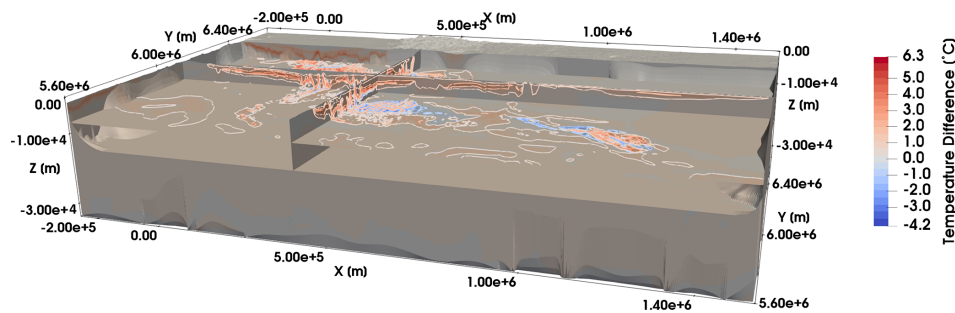 -2.00e+5 0.00 X (m) 5.00e+5 1.00e+6 1.40e+6
Y (m) 6.40e+6
6.00e+6
5.60e+6
0.00
-1.00e+4
Z (m)
-3.00e+4
-2.00e+5
0.00
5.00e+5
X (m)
1.00e+6
1.40e+6
0.00
-1.00e+4
Z (m)
-3.00e+4
6.40e+6
Y (m)
6.00e+6
5.60e+6
6.3
5.0
4.0
3.0
2.0
1.0
0.0
-1.0
-2.0
-3.0
-4.2
Temperature Difference (˚C)